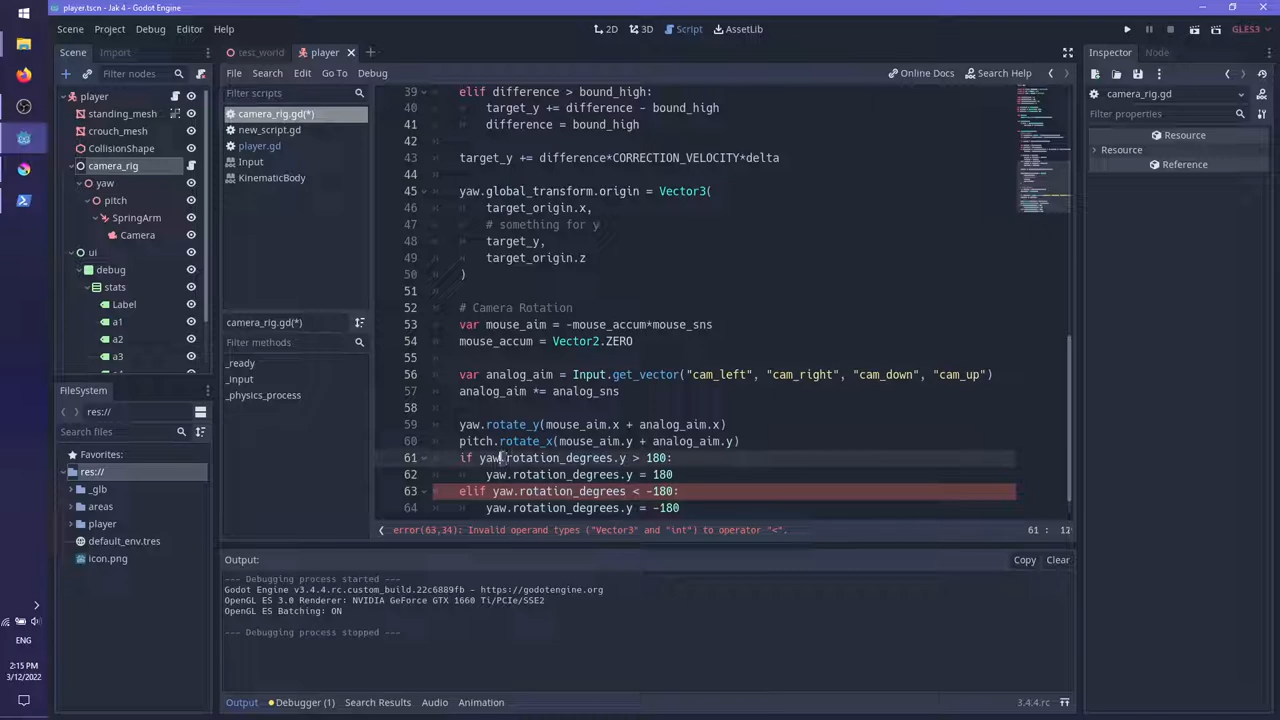 player.tscn - Jak 4 - Godot Engine
Scene Project Debug Editor Help
2D 3D Script AssetLib
GLES3
Scene Import
Filter nodes
player
standing_mesh
crouch_mesh
CollisionShape
camera_rig
yaw
pitch
SpringArm
Camera
ui
debug
stats
Label
a1
a2
a3
FileSystem
res://
Filter files
Favorites:
res://
_glb
areas
player
default_env.tres
icon.png
ENG
2:15 PM
3/12/2022
test_world player
File Search Edit Go To Debug
Online Docs Search Help
Filter scripts
camera_rig.gd(*)
new_script.gd
player.gd
Input
KinematicBody
camera_rig.gd(*)
Filter methods
_ready
_input
_physics_process
39 elif difference > bound_high:
40 target_y += difference - bound_high
41 difference = bound_high
42
43 target_y += difference*CORRECTION_VELOCITY*delta
44
45 yaw.global_transform.origin = Vector3(
46 target_origin.x,
47 # something for y
48 target_y,
49 target_origin.z
50 )
51
52 # Camera Rotation
53 var mouse_aim = -mouse_accum*mouse_sns
54 mouse_accum = Vector2.ZERO
55
56 var analog_aim = Input.get_vector("cam_left", "cam_right", "cam_down", "cam_up")
57 analog_aim *= analog_sns
58
59 yaw.rotate_y(mouse_aim.x + analog_aim.x)
60 pitch.rotate_x(mouse_aim.y + analog_aim.y)
61 if yaw.rotation_degrees.y > 180:
62 yaw.rotation_degrees.y = 180
63 elif yaw.rotation_degrees < -180:
64 yaw.rotation_degrees.y = -180
error(63,34): Invalid operand types ("Vector3" and "int") to operator "<".
61 :
Output:
Copy Clear
--- Debugging process started ---
Godot Engine v3.4.4.rc.custom_build.22c6889fb - https://godotengine.org
OpenGL ES 3.0 Renderer: NVIDIA GeForce GTX 1660 Ti/PCIe/SSE2
OpenGL ES Batching: ON
--- Debugging process stopped ---
Output Debugger (1) Search Results Audio Animation
3.4.4.rc
Inspector Node
camera_rig.gd
Filter properties
Resource
Resource
Reference